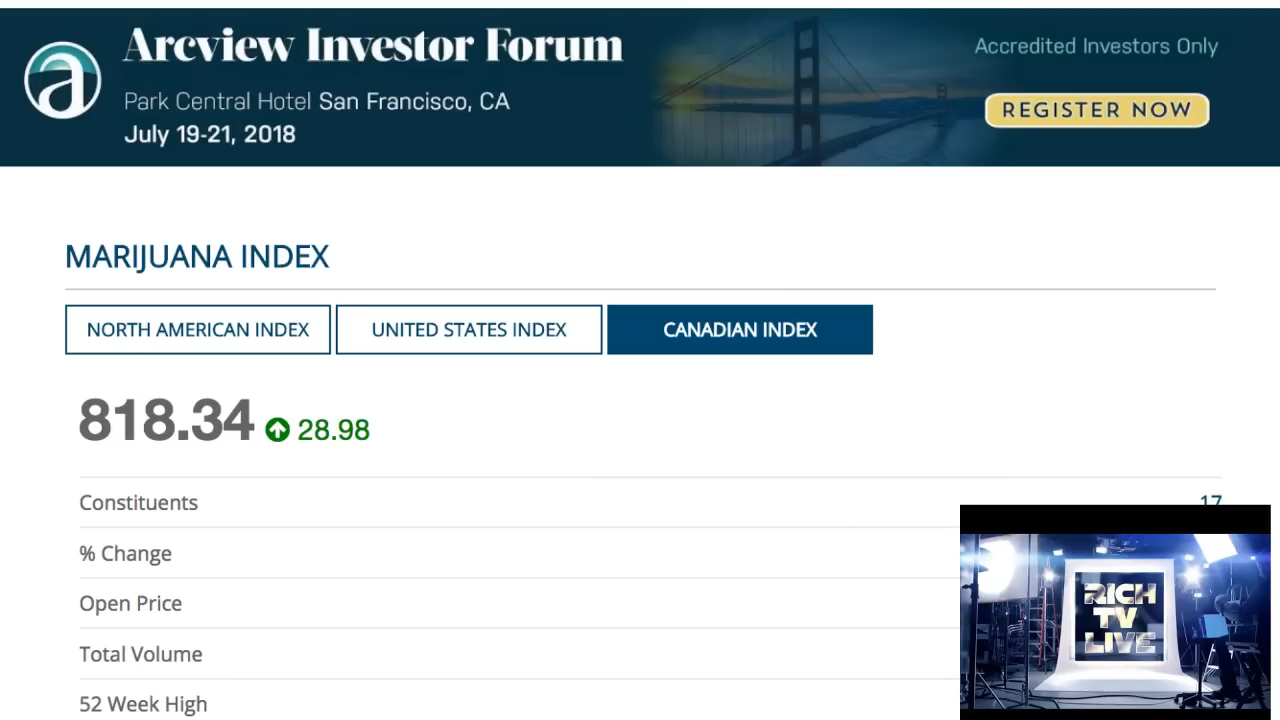 Arcview Investor Forum
Park Central Hotel San Francisco, CA
July 19-21, 2018
Accredited Investors Only
REGISTER NOW
a
MARIJUANA INDEX
NORTH AMERICAN INDEX
UNITED STATES INDEX
CANADIAN INDEX
818.34 28.98
Constituents 17
% Change
Open Price
Total Volume
52 Week High
RICH
TV
LIVE